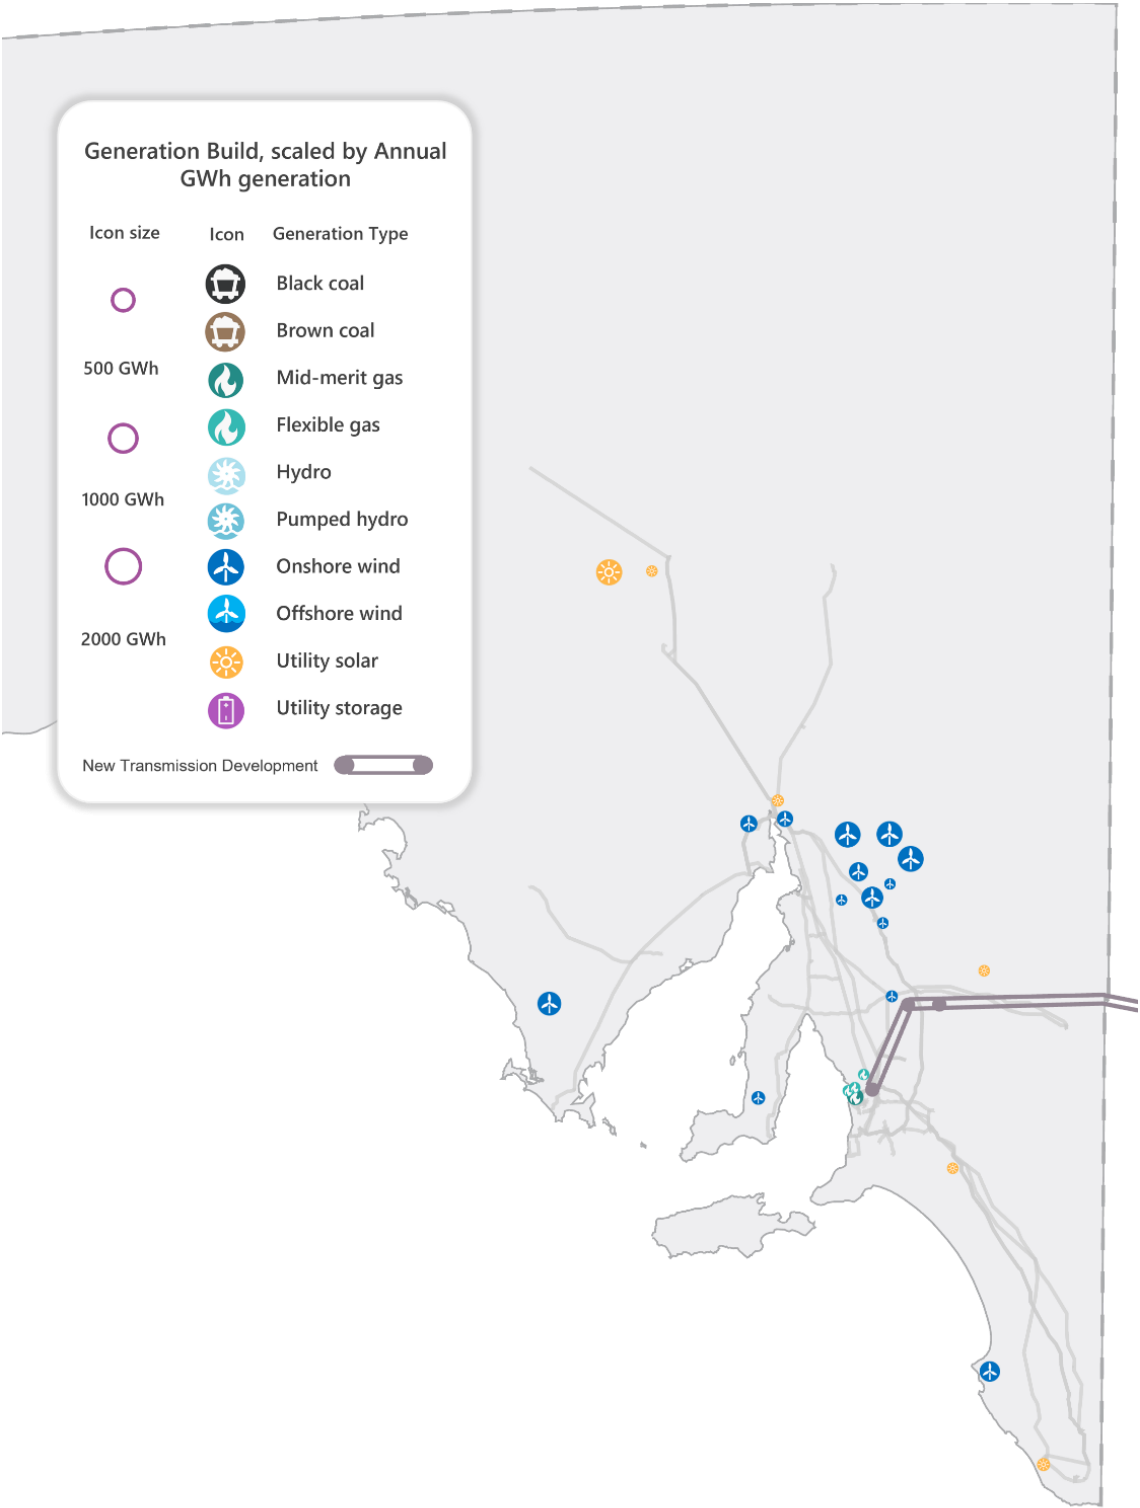 Generation Build, scaled by Annual
GWh generation
Icon size Icon Generation Type
Black coal
Brown coal
500 GWh
Mid-merit gas
Flexible gas
Hydro
1000 GWh
Pumped hydro
Onshore wind
Offshore wind
2000 GWh
Utility solar
Utility storage
New Transmission Development